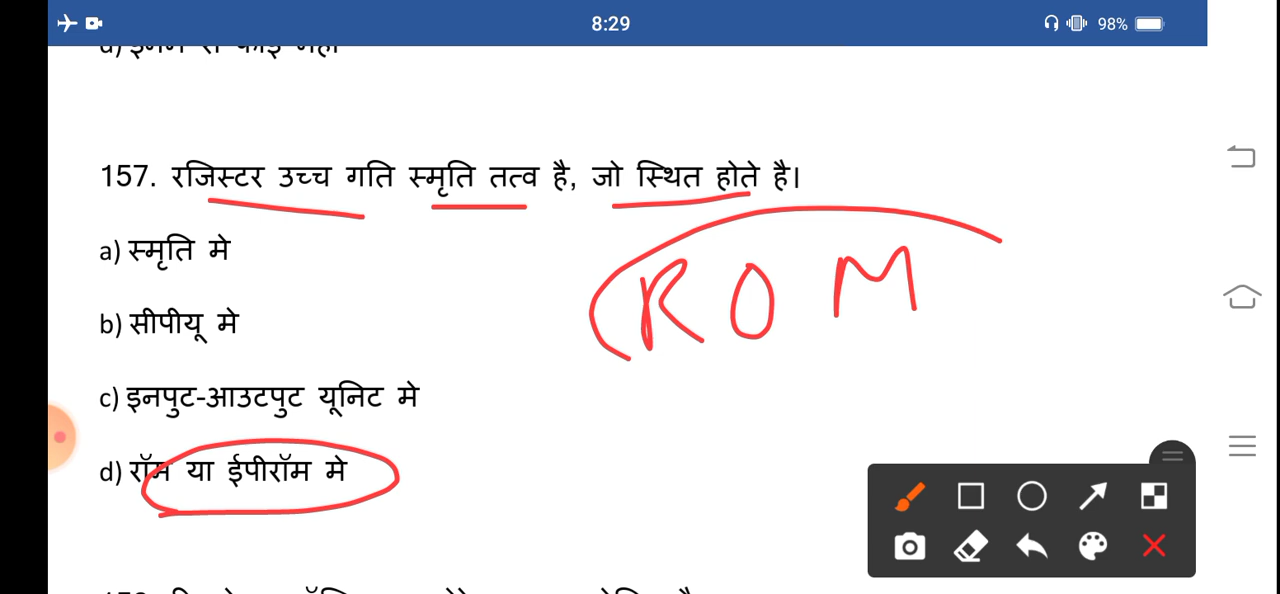 8:29
98%
157. रजिस्टर उच्च गति स्मृति तत्व है, जो स्थित होते है।
a) स्मृति मे
b) सीपीयू मे
c) इनपुट-आउटपुट यूनिट मे
d) रॉम या ईपीरॉम मे
ROM